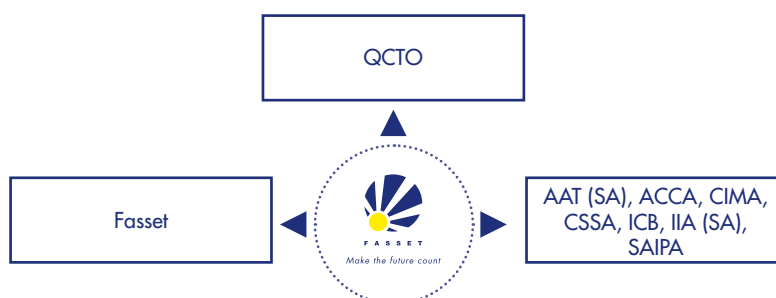 QCTO
Fasset
FASSET
Make the future count
AAT (SA), ACCA, CIMA,
CSSA, ICB, IIA (SA),
SAIPA